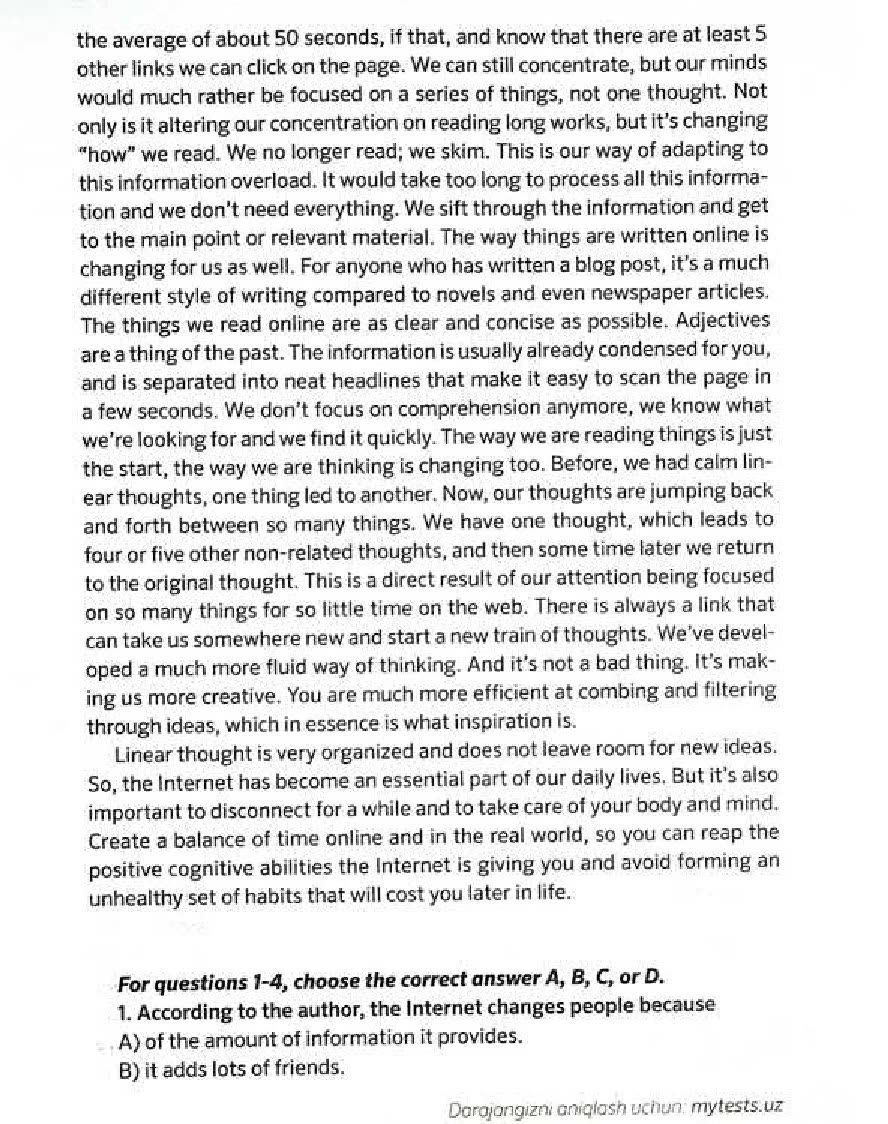 the average of about 50 seconds, if that, and know that there are at least 5
other links we can click on the page. We can still concentrate, but our minds
would much rather be focused on a series of things, not one thought. Not
only is it altering our concentration on reading long works, but it's changing
"how" we read. We no longer read; we skim. This is our way of adapting to
this information overload. It would take too long to process all this informa-
tion and we don't need everything. We sift through the information and get
to the main point or relevant material. The way things are written online is
changing for us as well. For anyone who has written a blog post, it's a much
different style of writing compared to novels and even newspaper articles.
The things we read online are as clear and concise as possible. Adjectives
are a thing of the past. The information is usually already condensed for you,
and is separated into neat headlines that make it easy to scan the page in
a few seconds. We don't focus on comprehension anymore, we know what
we're looking for and we find it quickly. The way we are reading things is just
the start, the way we are thinking is changing too. Before, we had calm lin-
ear thoughts, one thing led to another. Now, our thoughts are jumping back
and forth between so many things. We have one thought, which leads to
four or five other non-related thoughts, and then some time later we return
to the original thought. This is a direct result of our attention being focused
on so many things for so little time on the web. There is always a link that
can take us somewhere new and start a new train of thoughts. We've devel-
oped a much more fluid way of thinking. And it's not a bad thing. It's mak-
ing us more creative. You are much more efficient at combing and filtering
through ideas, which in essence is what inspiration is.
Linear thought is very organized and does not leave room for new ideas.
So, the Internet has become an essential part of our daily lives. But it's also
important to disconnect for a while and to take care of your body and mind.
Create a balance of time online and in the real world, so you can reap the
positive cognitive abilities the Internet is giving you and avoid forming an
unhealthy set of habits that will cost you later in life.
For questions 1-4, choose the correct answer A, B, C, or D.
1. According to the author, the Internet changes people because
A) of the amount of information it provides.
B) it adds lots of friends.
Darajangizni aniqlash uchun: mytests.uz